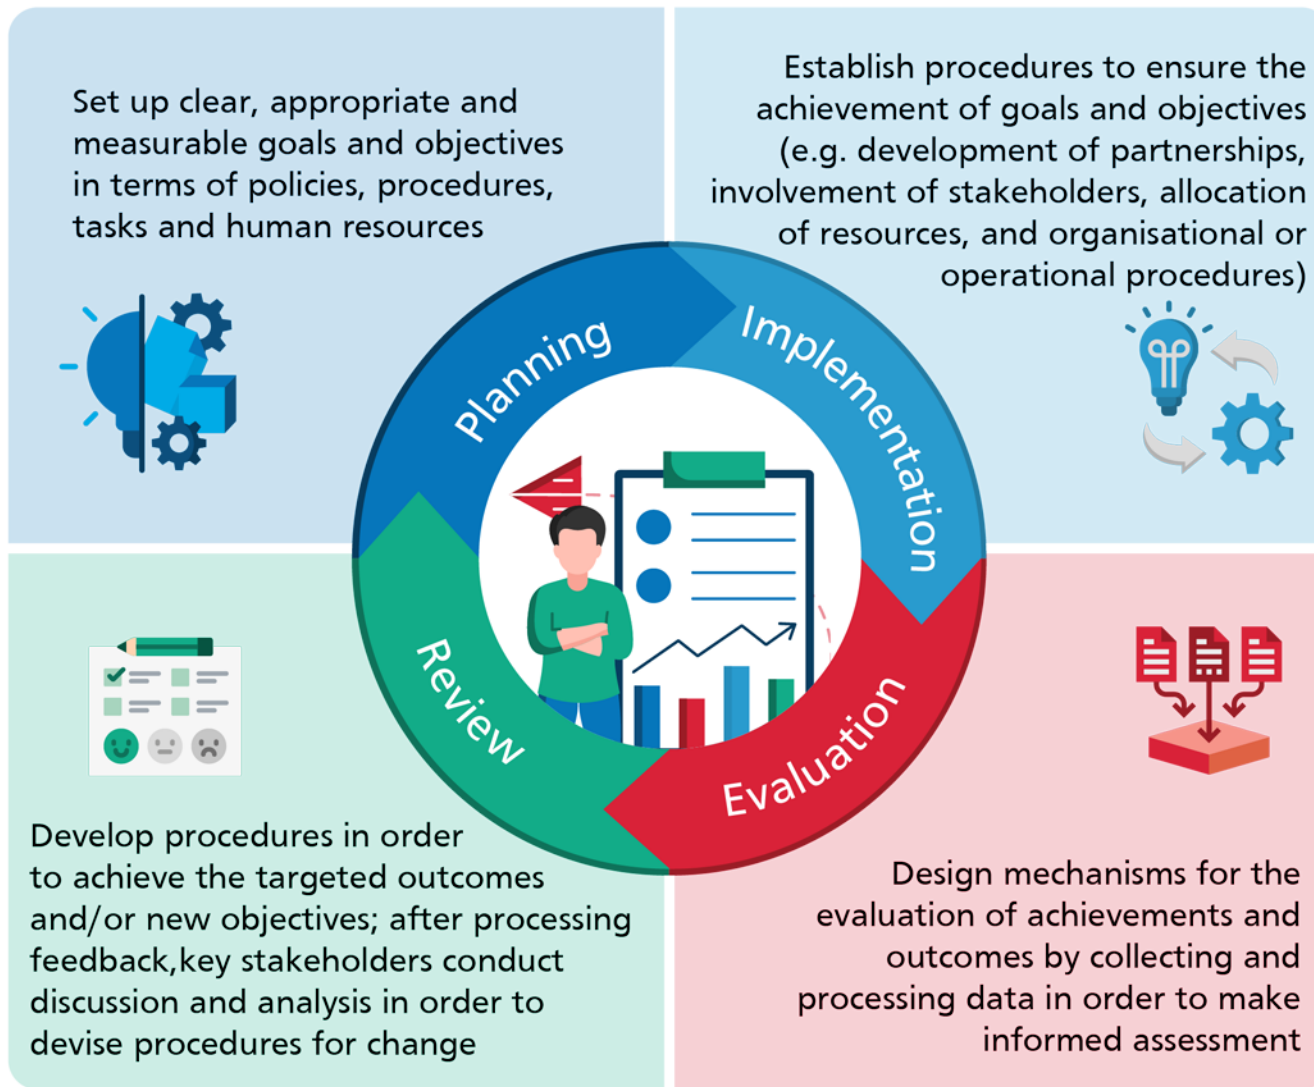 Set up clear, appropriate and
measurable goals and objectives
in terms of policies, procedures,
tasks and human resources
Establish procedures to ensure the
achievement of goals and objectives
(e.g. development of partnerships,
involvement of stakeholders, allocation
of resources, and organisational or
operational procedures)
Planning
Implementation
Review
Evaluation
Develop procedures in order
to achieve the targeted outcomes
and/or new objectives; after processing
feedback,key stakeholders conduct
discussion and analysis in order to
devise procedures for change
Design mechanisms for the
evaluation of achievements and
outcomes by collecting and
processing data in order to make
informed assessment